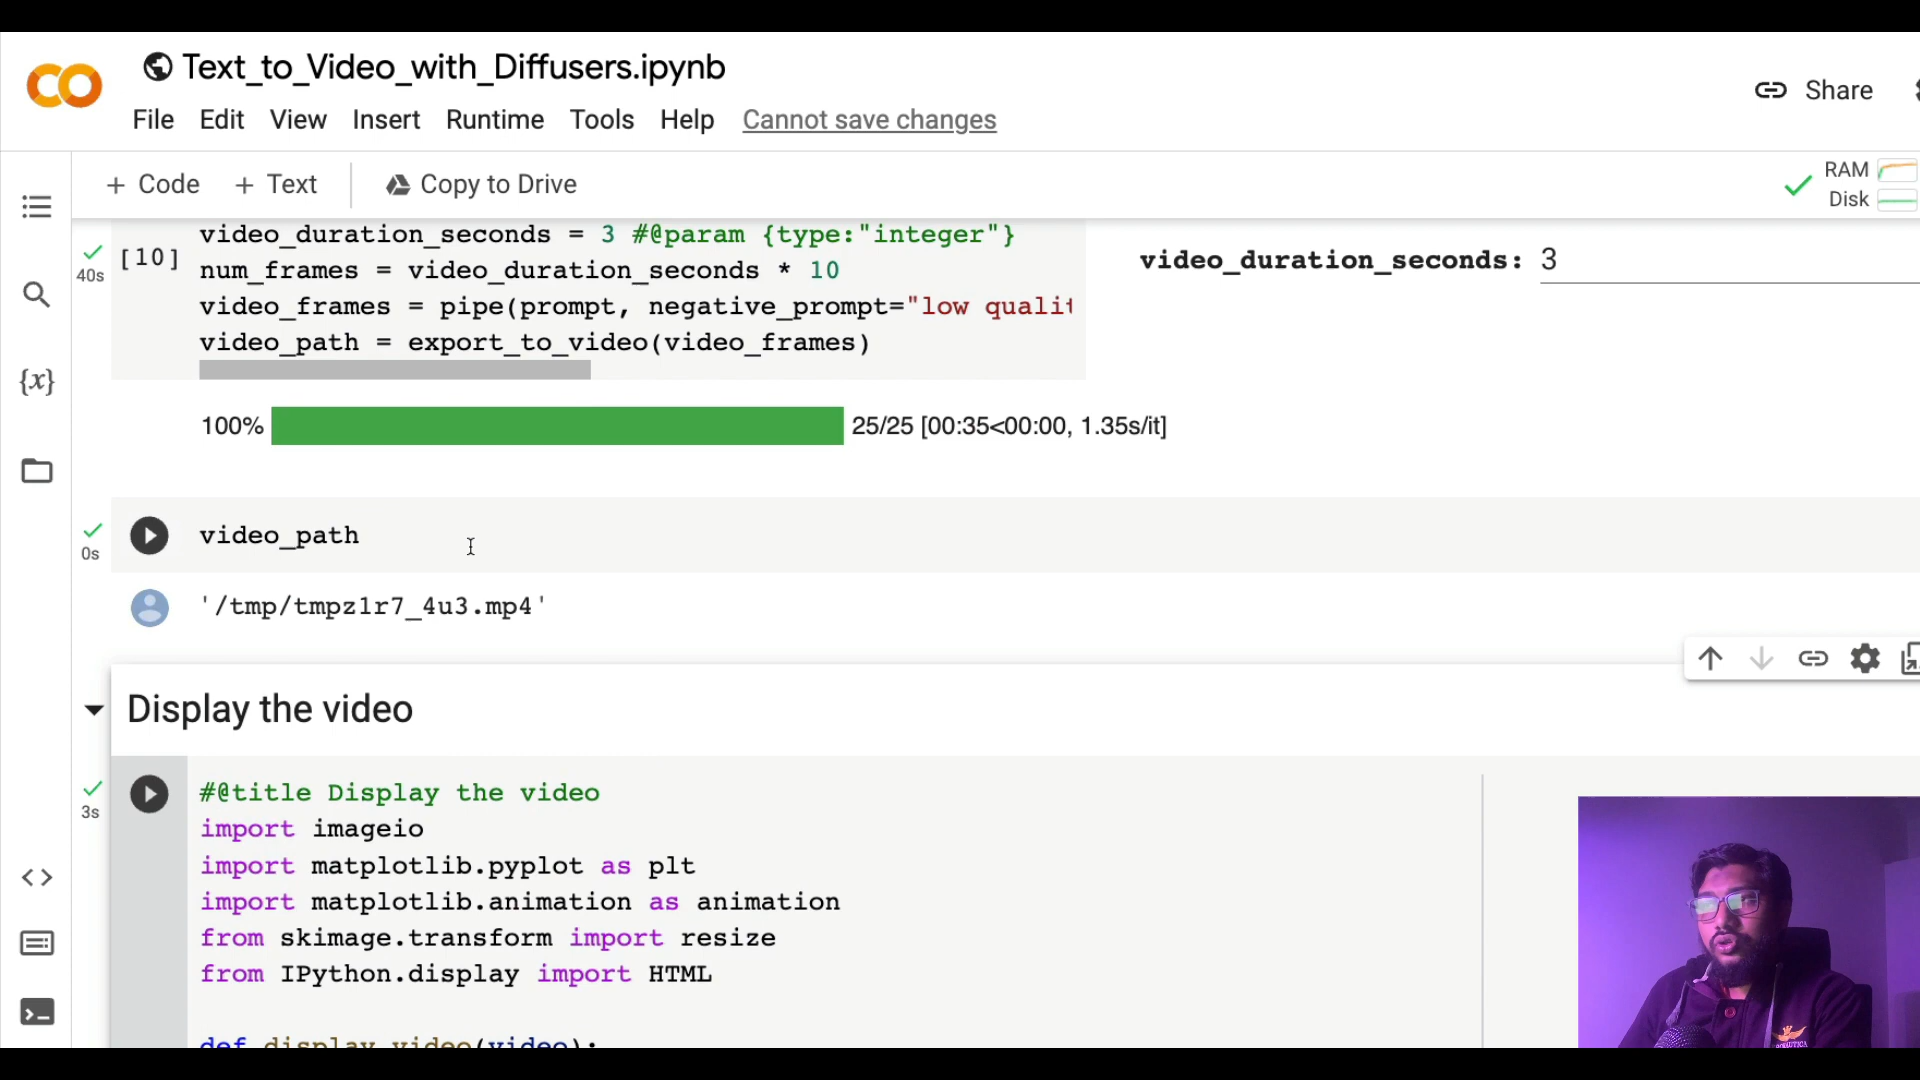 Text_to_Video_with_Diffusers.ipynb
Share
File Edit View Insert Runtime Tools Help Cannot save changes
+ Code + Text Copy to Drive
RAM
Disk
[10]
40s
video_duration_seconds = 3 #@param {type:"integer"}
num_frames = video_duration_seconds * 10
video_frames = pipe(prompt, negative_prompt="low qualit
video_path = export_to_video(video_frames)
video_duration_seconds: 3
100% 25/25 [00:35<00:00, 1.35s/it]
{x}
video_path
0s
'/tmp/tmpz1r7_4u3.mp4'
Display the video
3s
#@title Display the video
import imageio
import matplotlib.pyplot as plt
import matplotlib.animation as animation
from skimage.transform import resize
from IPython.display import HTML
def display_video(video):